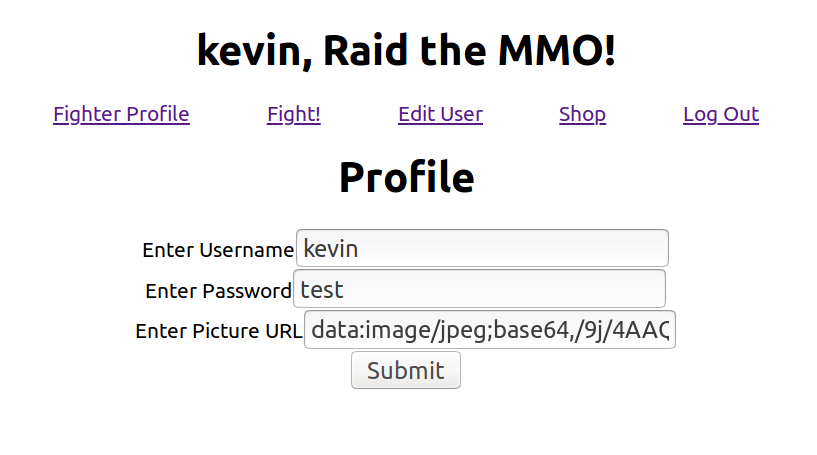 kevin, Raid the MMO!
Fighter Profile Fight! Edit User Shop Log Out
Profile
Enter Username kevin
Enter Password test
Enter Picture URL data:image/jpeg;base64,/9j/4AAQ
Submit